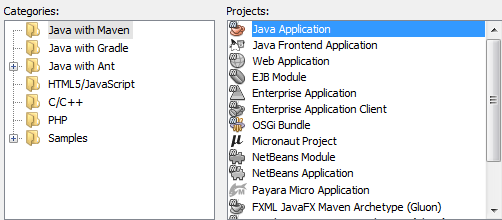 Categories:
Java with Maven
Java with Gradle
Java with Ant
HTML5/JavaScript
C/C++
PHP
Samples
Projects:
Java Application
Java Frontend Application
Web Application
EJB Module
Enterprise Application
Enterprise Application Client
OSGi Bundle
Micronaut Project
NetBeans Module
NetBeans Application
Payara Micro Application
FXML JavaFX Maven Archetype (Gluon)